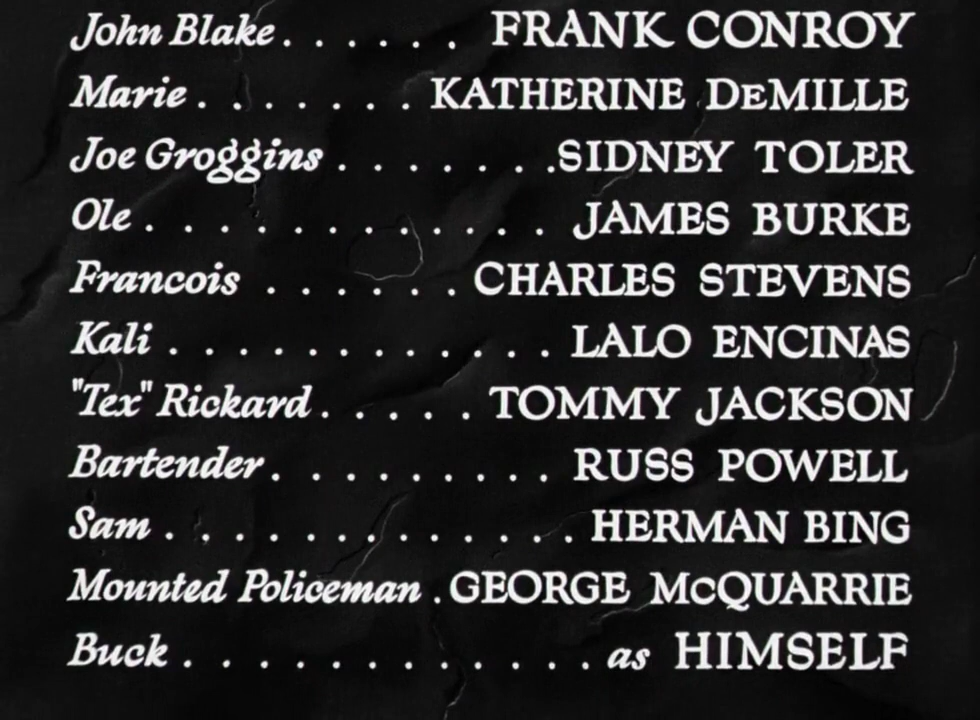 John Blake . . . . . . FRANK CONROY
Marie . . . . . . . KATHERINE DeMILLE
Joe Groggins . . . . . . . SIDNEY TOLER
Ole . . . . . . . . . . . . JAMES BURKE
Francois . . . . . . CHARLES STEVENS
Kali . . . . . . . . . . . . LALO ENCINAS
"Tex" Rickard . . . . . TOMMY JACKSON
Bartender . . . . . . . . . RUSS POWELL
Sam . . . . . . . . . . . . . HERMAN BING
Mounted Policeman . GEORGE McQUARRIE
Buck . . . . . . . . . . . . . as HIMSELF